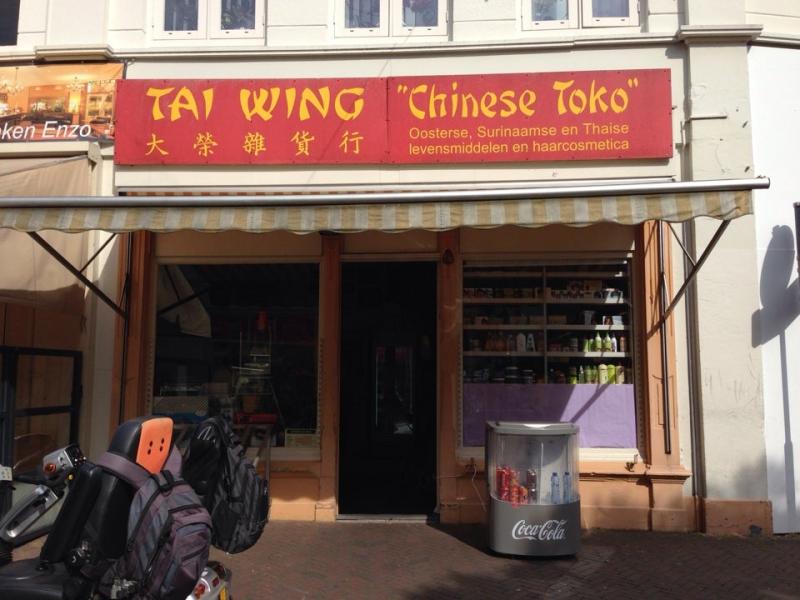 ken Enzo
TAI WING
大榮雜貨行
"Chinese Toko"
Oosterse, Surinaamse en Thaise
levensmiddelen en haarcosmetica
Coca-Cola